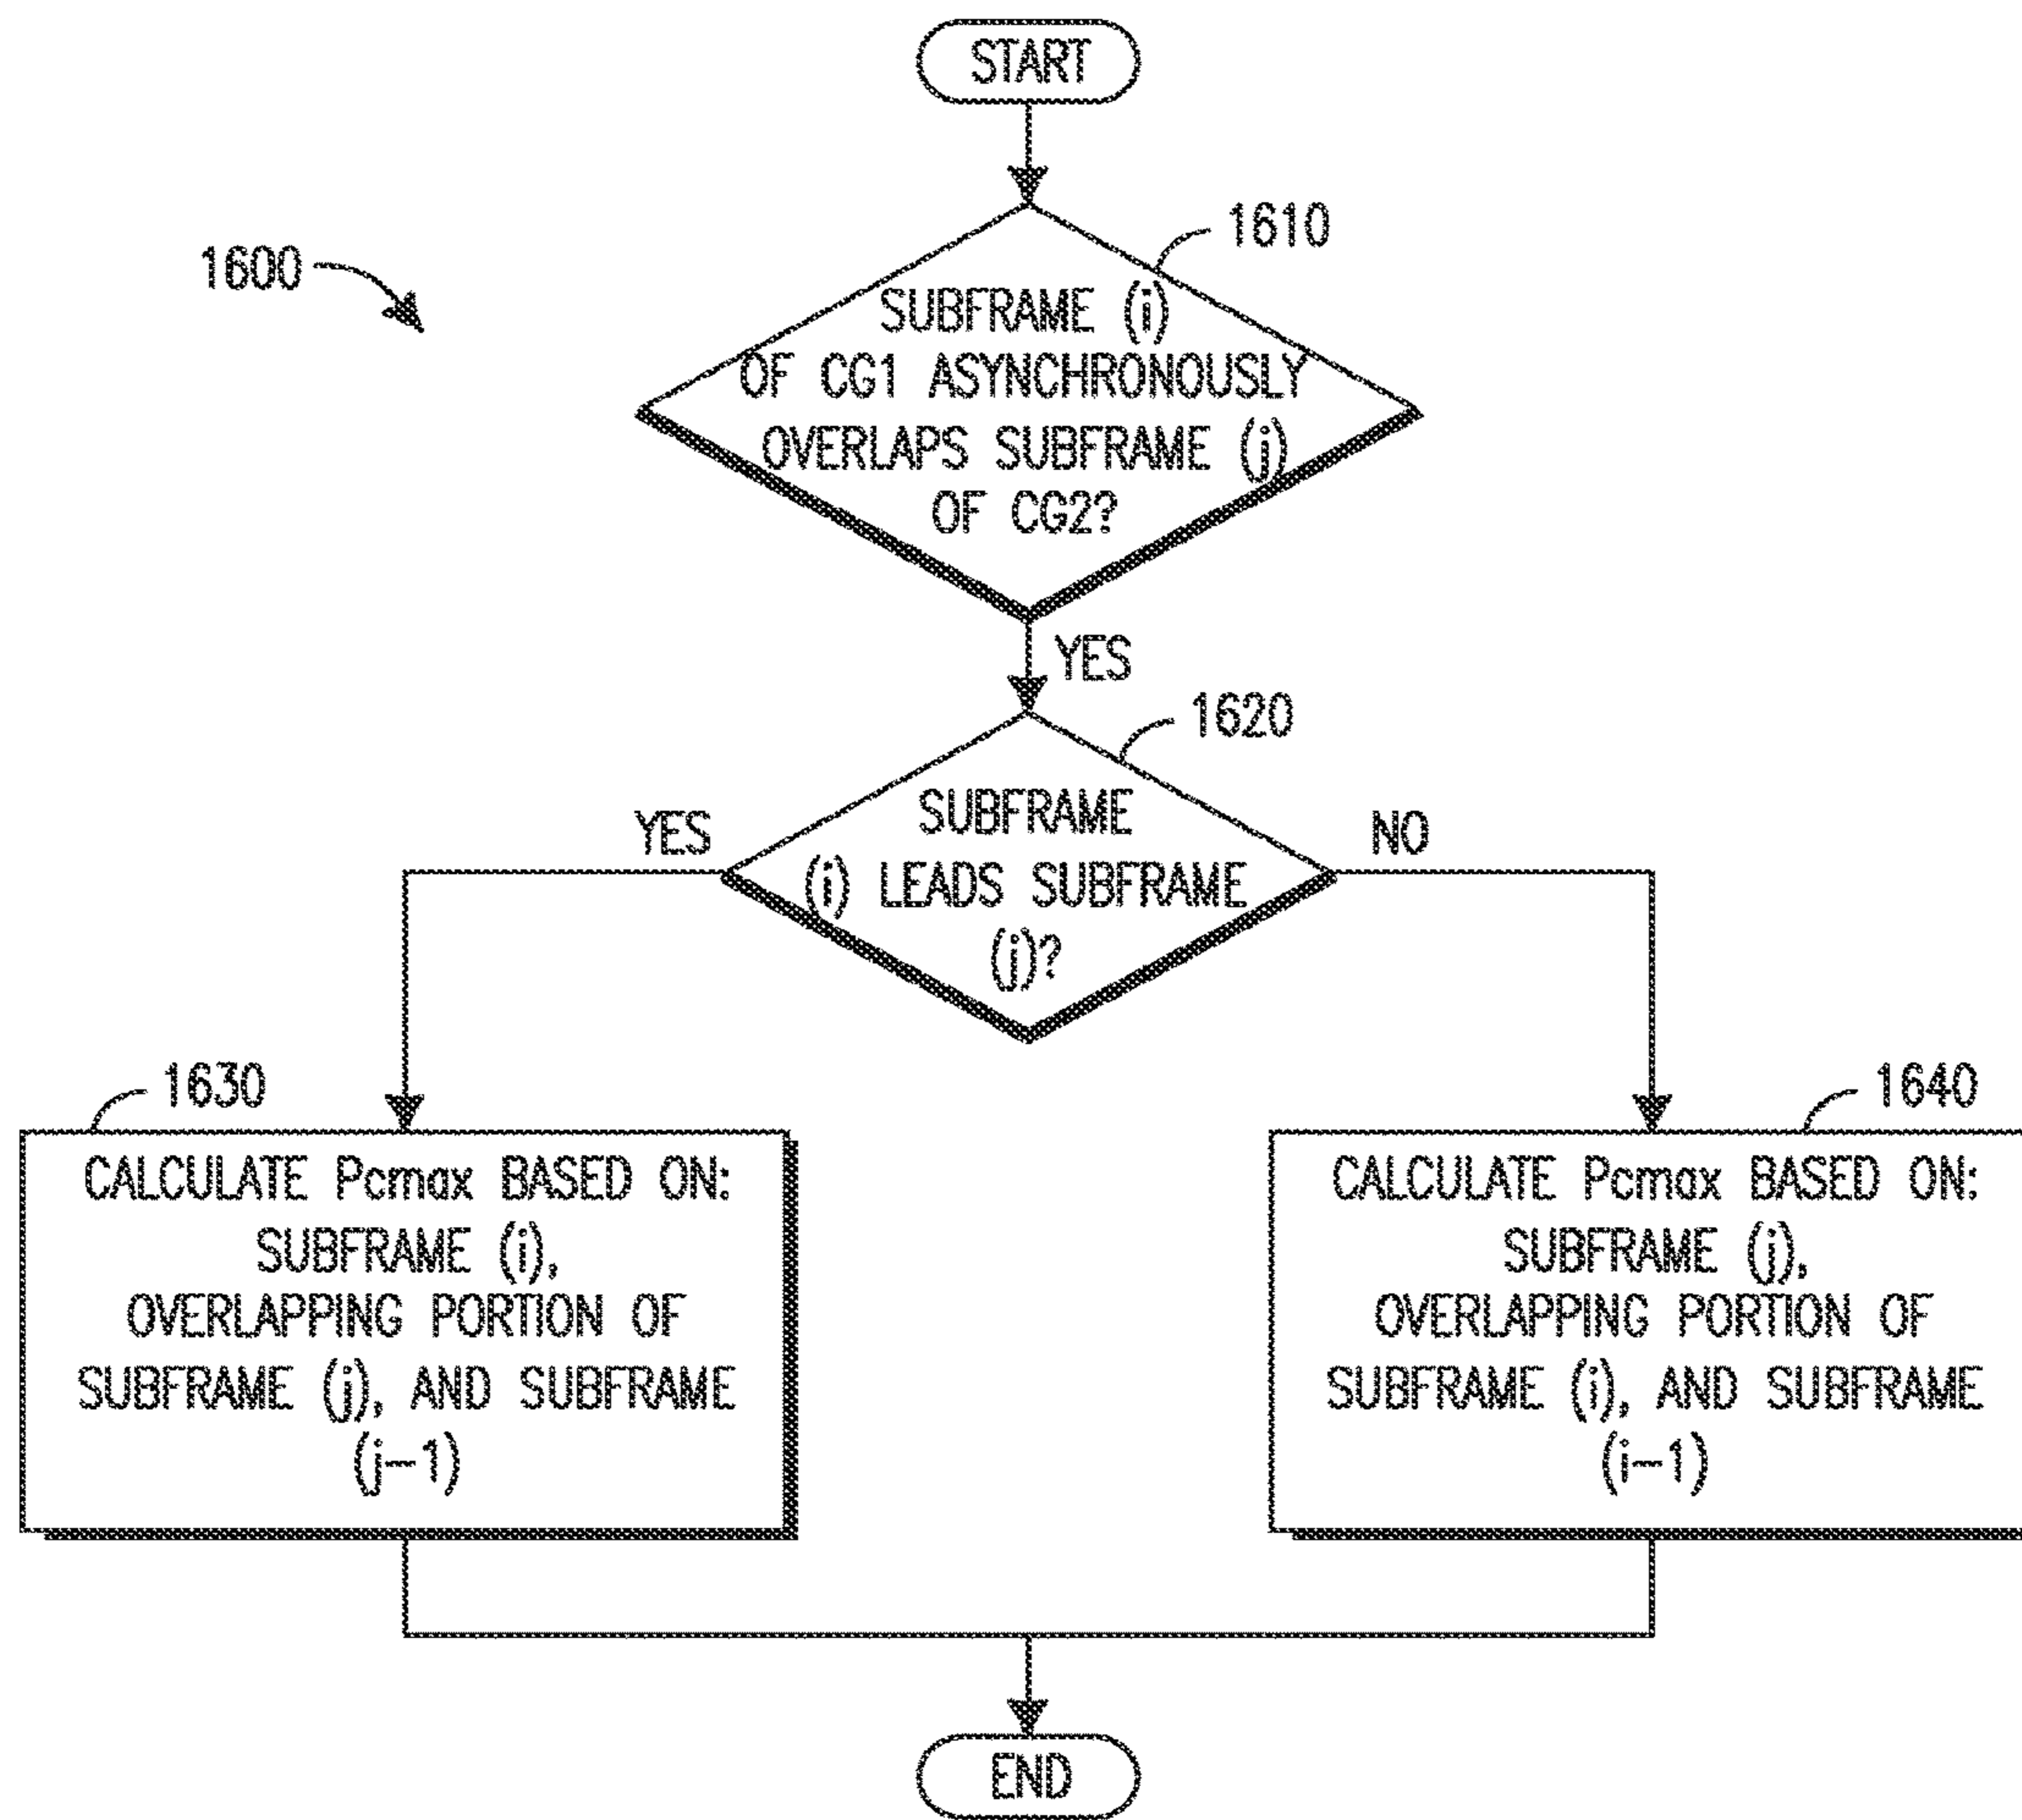 START
1600
1610
SUBFRAME (i)
OF CG1 ASYNCHRONOUSLY
OVERLAPS SUBFRAME (j)
OF CG2?
YES
1620
SUBFRAME
(i) LEADS SUBFRAME
(j)?
YES
NO
1630
CALCULATE Pcmax BASED ON:
SUBFRAME (i),
OVERLAPPING PORTION OF
SUBFRAME (j), AND SUBFRAME
(j–1)
1640
CALCULATE Pcmax BASED ON:
SUBFRAME (j),
OVERLAPPING PORTION OF
SUBFRAME (i), AND SUBFRAME
(i–1)
END